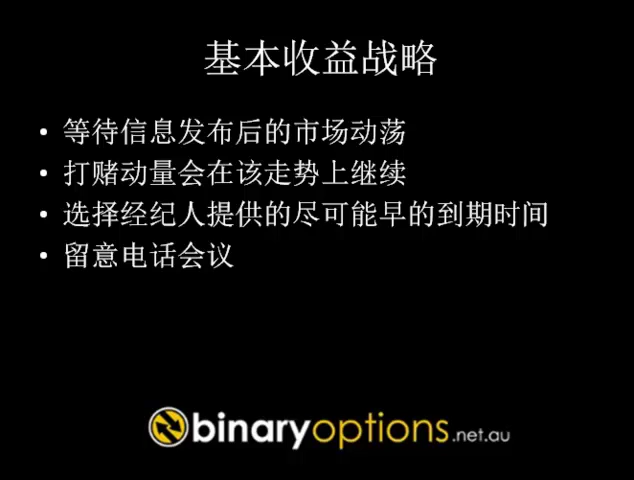 基本收益战略
• 等待信息发布后的市场动荡
• 打赌动量会在该走势上继续
• 选择经纪人提供的尽可能早的到期时间
• 留意电话会议
binaryoptions.net.au